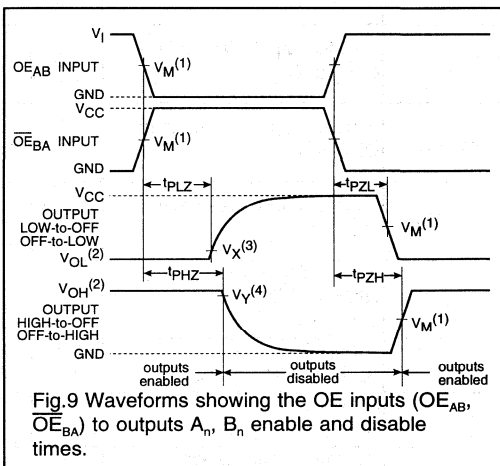 V_I
OE_AB INPUT
V_M^(1)
GND
V_CC
O̅E̅_BA INPUT
V_M^(1)
GND
t_PLZ
t_PZL
V_CC
OUTPUT
LOW-to-OFF
OFF-to-LOW
V_OL^(2)
V_X^(3)
V_M^(1)
t_PHZ
t_PZH
V_OH^(2)
V_Y^(4)
OUTPUT
HIGH-to-OFF
OFF-to-HIGH
V_M^(1)
GND
outputs enabled
outputs disabled
outputs enabled
Fig.9 Waveforms showing the OE inputs (OE_AB,
O̅E̅_BA) to outputs A_n, B_n enable and disable
times.